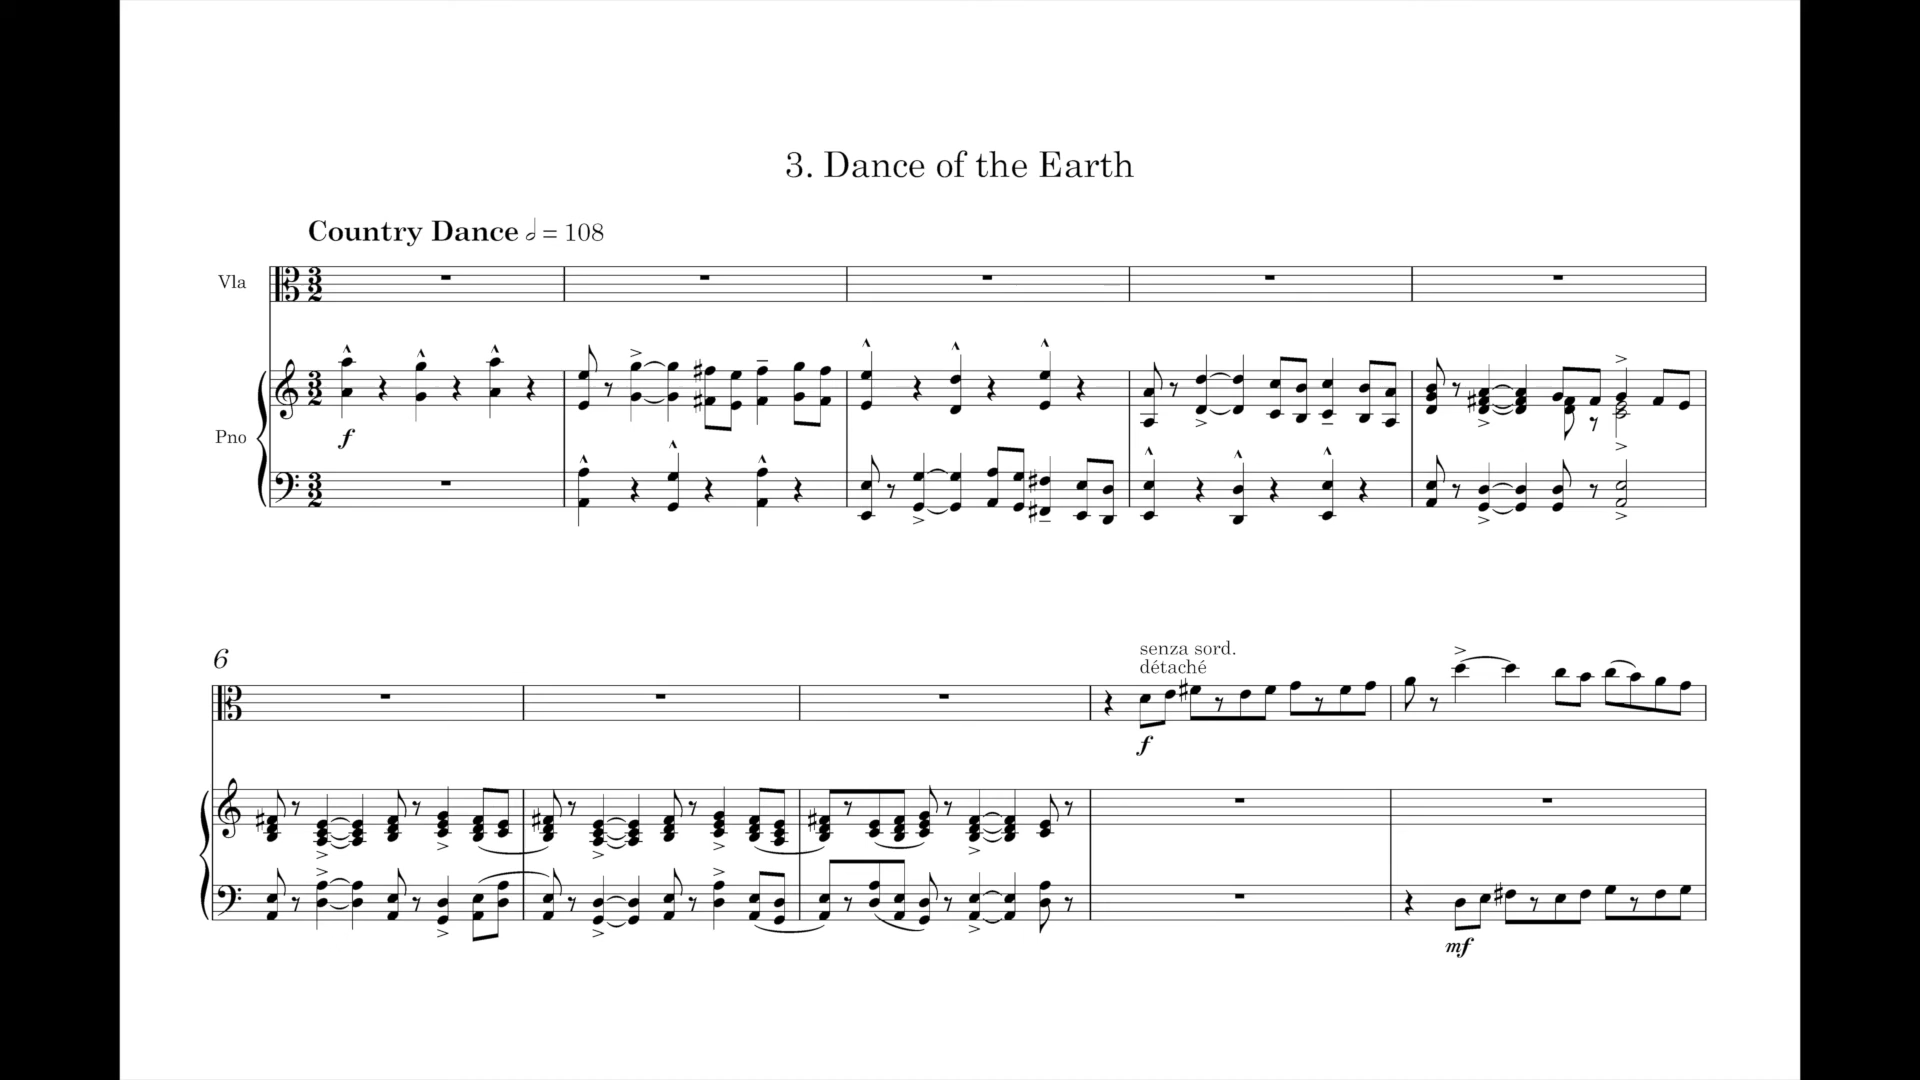 3. Dance of the Earth
Country Dance 𝅗𝅥 = 108
Vla
Pno
f
6
senza sord.
détaché
f
mf